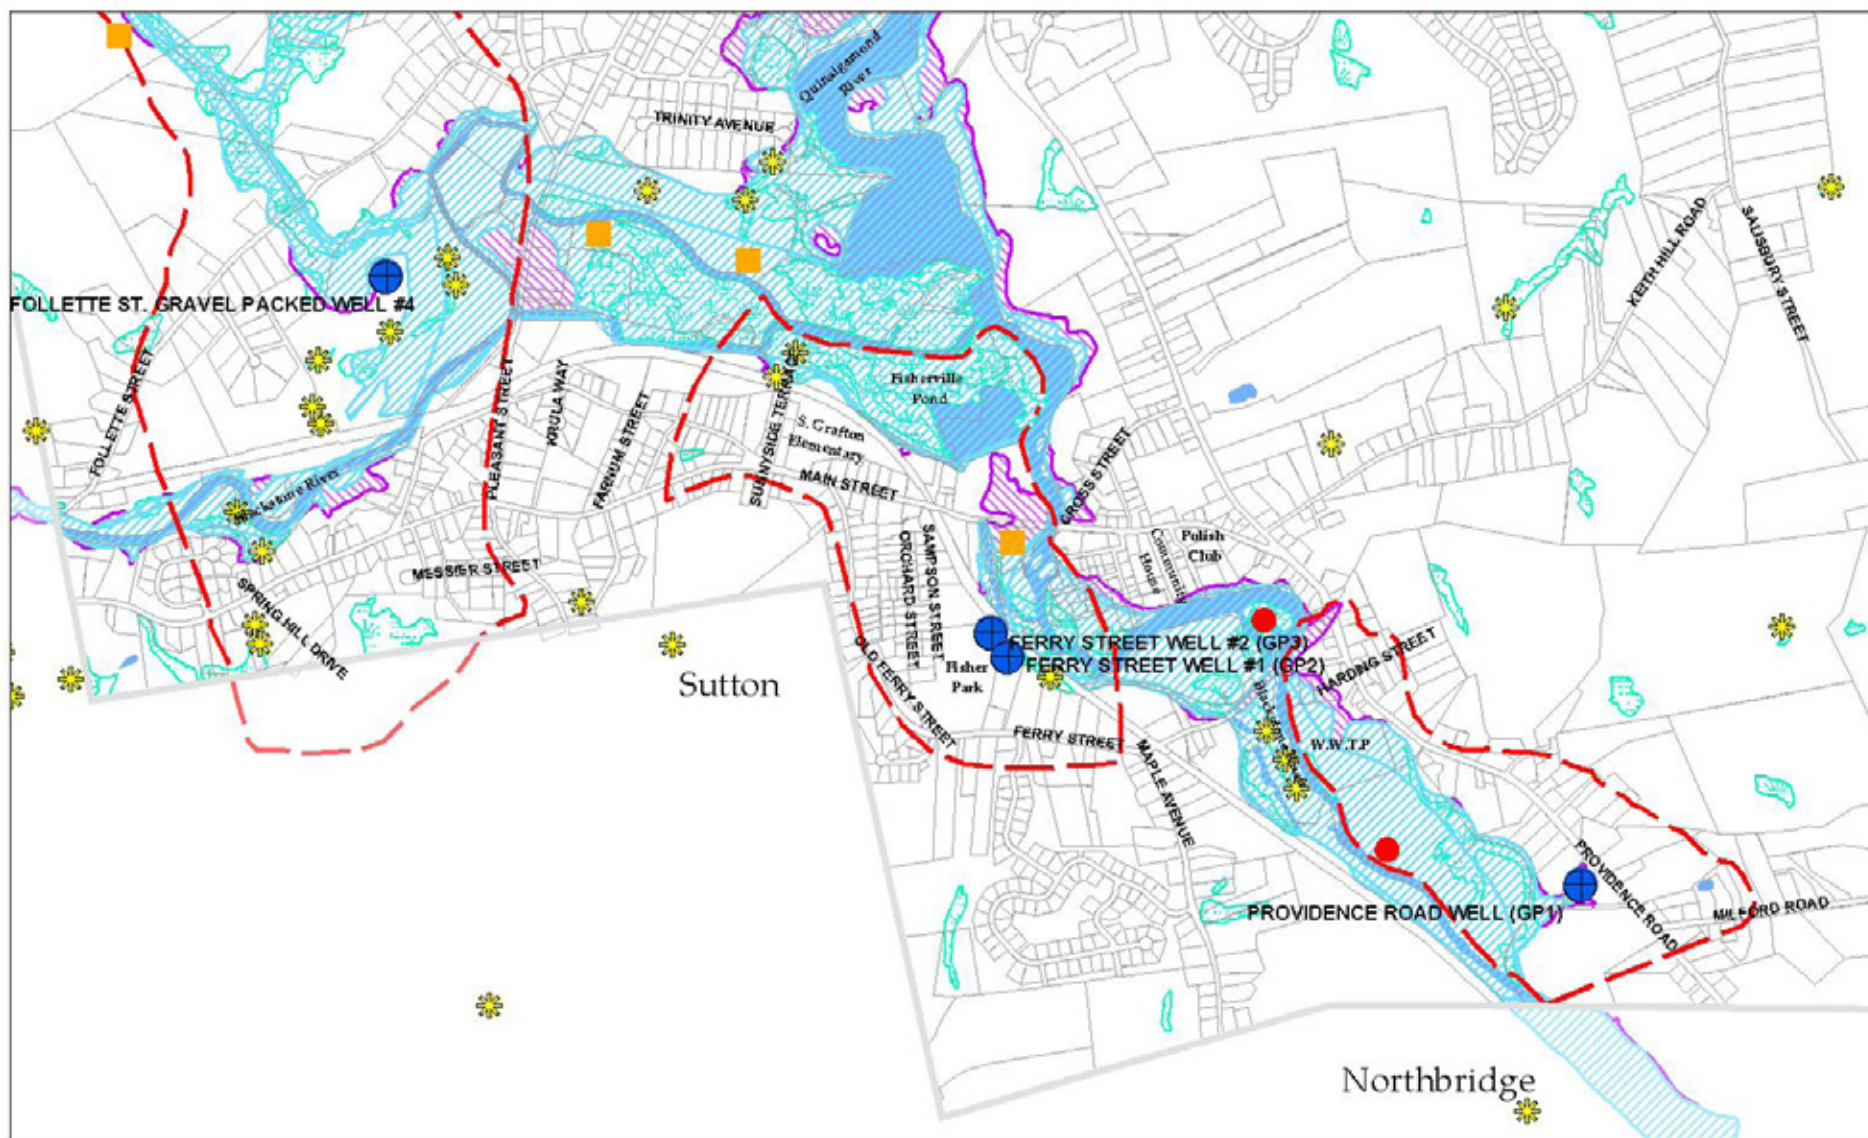 Quinsigamond
River
TRINITY AVENUE
KEITH HILL ROAD
SALISBURY STREET
FOLLETTE ST. GRAVEL PACKED WELL #4
FOLLETTE STREET
PLEASANT STREET
KRULA WAY
FARNUM STREET
SUNNYSIDE TERRACE
Fisherville
Pond
S. Grafton
Elementary
MAIN STREET
CROSS STREET
Blackstone River
SAMPSON STREET
ORCHARD STREET
Polish
Club
Community
House
MESSIER STREET
SPRING HILL DRIVE
FERRY STREET WELL #2 (GP3)
FERRY STREET WELL #1 (GP2)
Fisher
Park
OLD FERRY STREET
HARDING STREET
Sutton
FERRY STREET
MAPLE AVENUE
W.W.T.P
PROVIDENCE ROAD WELL (GP1)
PROVIDENCE ROAD
MILFORD ROAD
Northbridge